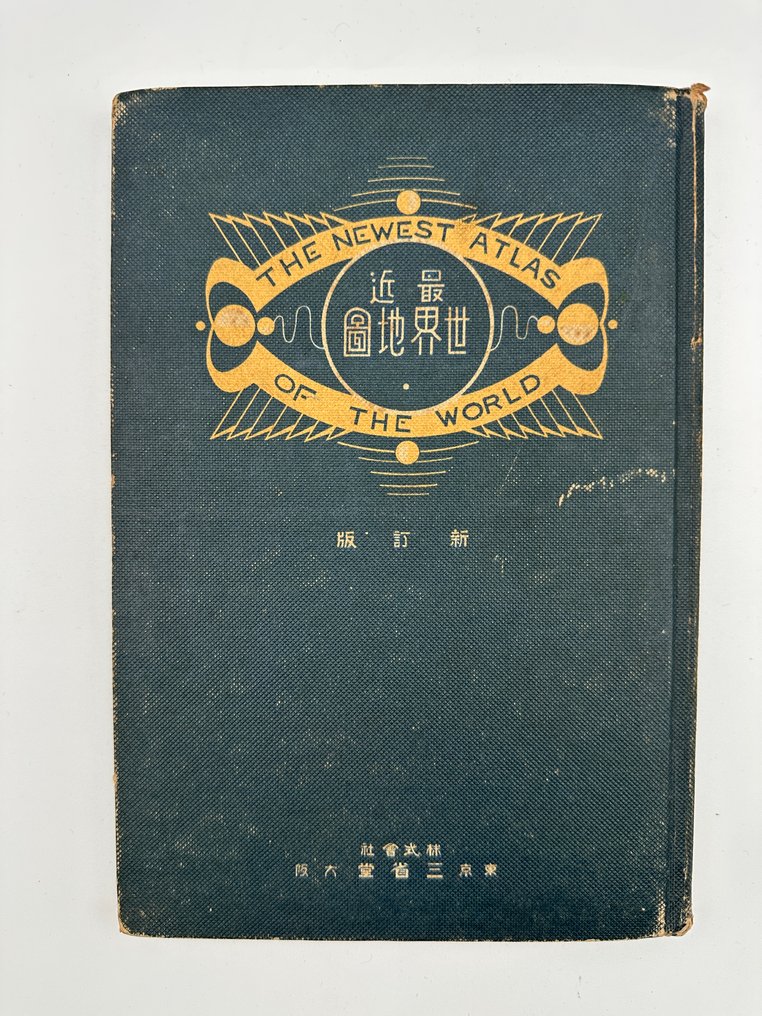 THE NEWEST ATLAS
最近
世界地圖
OF THE WORLD
新訂版
株式會社
東京三省堂大阪